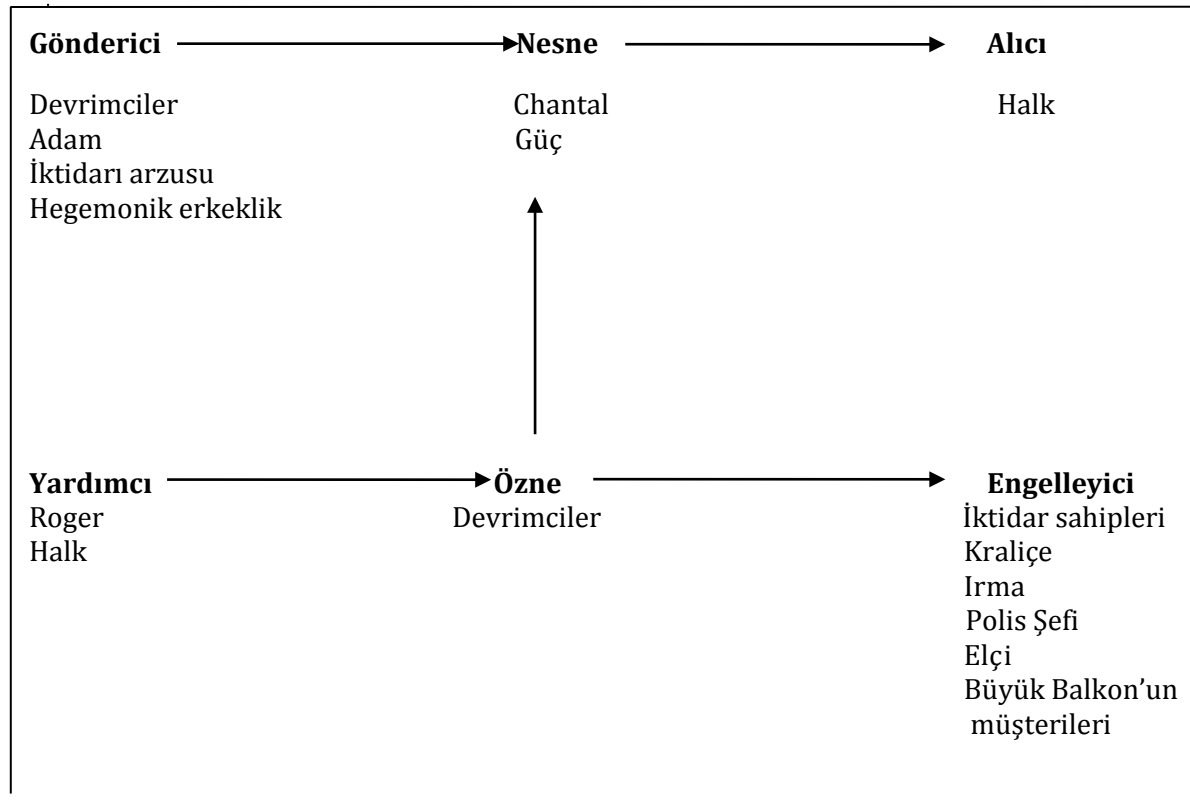 Gönderici Nesne Alıcı
Devrimciler Chantal Halk
Adam Güç
İktidarı arzusu
Hegemonik erkeklik
Yardımcı Özne Engelleyici
Roger Devrimciler İktidar sahipleri
Halk Kraliçe
Irma
Polis Şefi
Elçi
Büyük Balkon’un
müşterileri